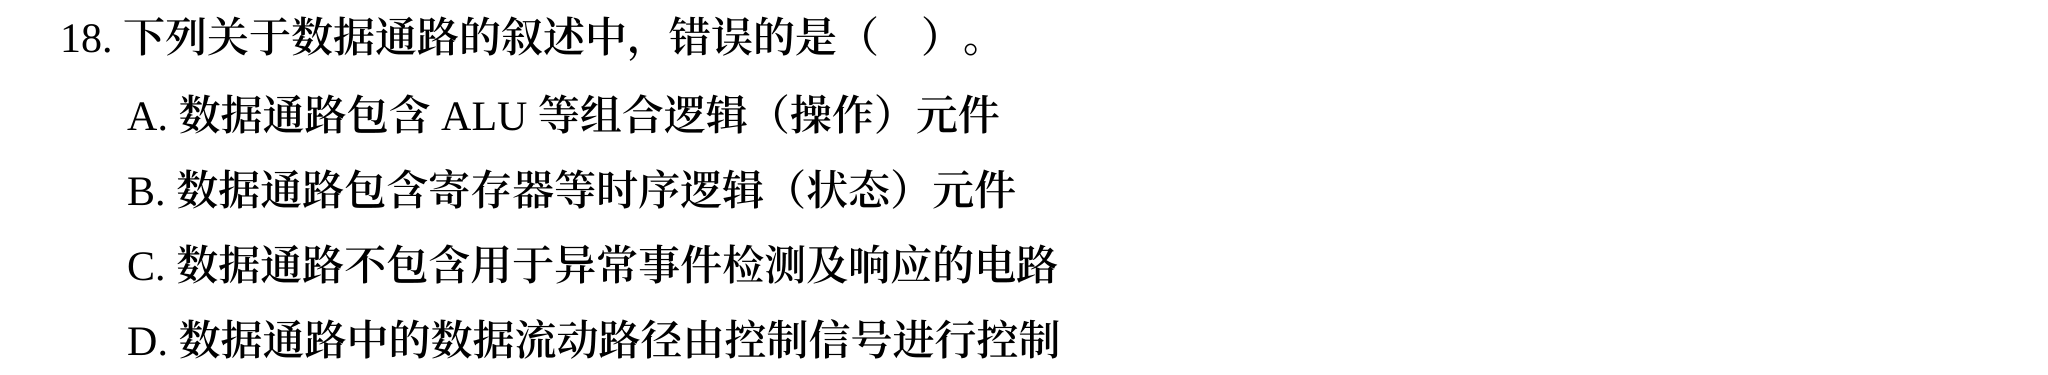 18. 下列关于数据通路的叙述中，错误的是（ ）。
A. 数据通路包含 ALU 等组合逻辑（操作）元件
B. 数据通路包含寄存器等时序逻辑（状态）元件
C. 数据通路不包含用于异常事件检测及响应的电路
D. 数据通路中的数据流动路径由控制信号进行控制